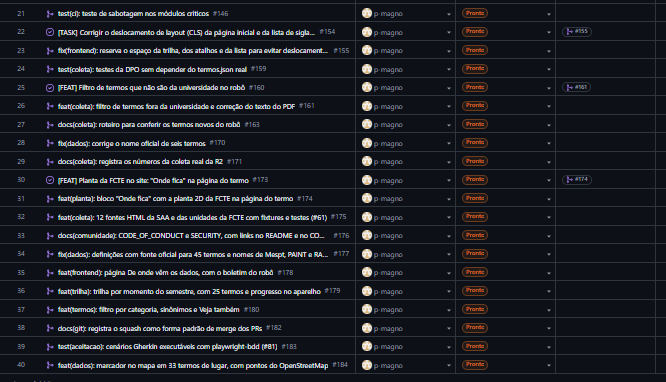 21 test(ci): teste de sabotagem nos módulos críticos #146 p-magno Pronto
22 [TASK] Corrigir o deslocamento de layout (CLS) da página inicial e da lista de sigla... #154 p-magno Pronto #155
23 fix(frontend): reserva o espaço da trilha, dos atalhos e da lista para evitar deslocament... #155 p-magno Pronto
24 test(coleta): testes da DPO sem depender do termos.json real #159 p-magno Pronto
25 [FEAT] Filtro de termos que não são da universidade no robô #160 p-magno Pronto #161
26 feat(coleta): filtro de termos fora da universidade e correção do texto do PDF #161 p-magno Pronto
27 docs(coleta): roteiro para conferir os termos novos do robô #163 p-magno Pronto
28 fix(dados): corrige o nome oficial de seis termos #170 p-magno Pronto
29 docs(coleta): registra os números da coleta real da R2 #171 p-magno Pronto
30 [FEAT] Planta da FCTE no site: "Onde fica" na página do termo #173 p-magno Pronto #174
31 feat(planta): bloco "Onde fica" com a planta 2D da FCTE na página do termo #174 p-magno Pronto
32 feat(coleta): 12 fontes HTML da SAA e das unidades da FCTE com fixtures e testes (#61) #175 p-magno Pronto
33 docs(comunidade): CODE_OF_CONDUCT e SECURITY, com links no README e no CO... #176 p-magno Pronto
34 fix(dados): definições com fonte oficial para 45 termos e nomes de Mespt, PAINT e RA... #177 p-magno Pronto
35 feat(frontend): página De onde vêm os dados, com o boletim do robô #178 p-magno Pronto
36 feat(trilha): trilha por momento do semestre, com 25 termos e progresso no aparelho #179 p-magno Pronto
37 feat(termos): filtro por categoria, sinônimos e Veja também #180 p-magno Pronto
38 docs(git): registra o squash como forma padrão de merge dos PRs #182 p-magno Pronto
39 test(aceitacao): cenários Gherkin executáveis com playwright-bdd (#81) #183 p-magno Pronto
40 feat(dados): marcador no mapa em 33 termos de lugar, com pontos do OpenStreetMap #184 p-magno Pronto